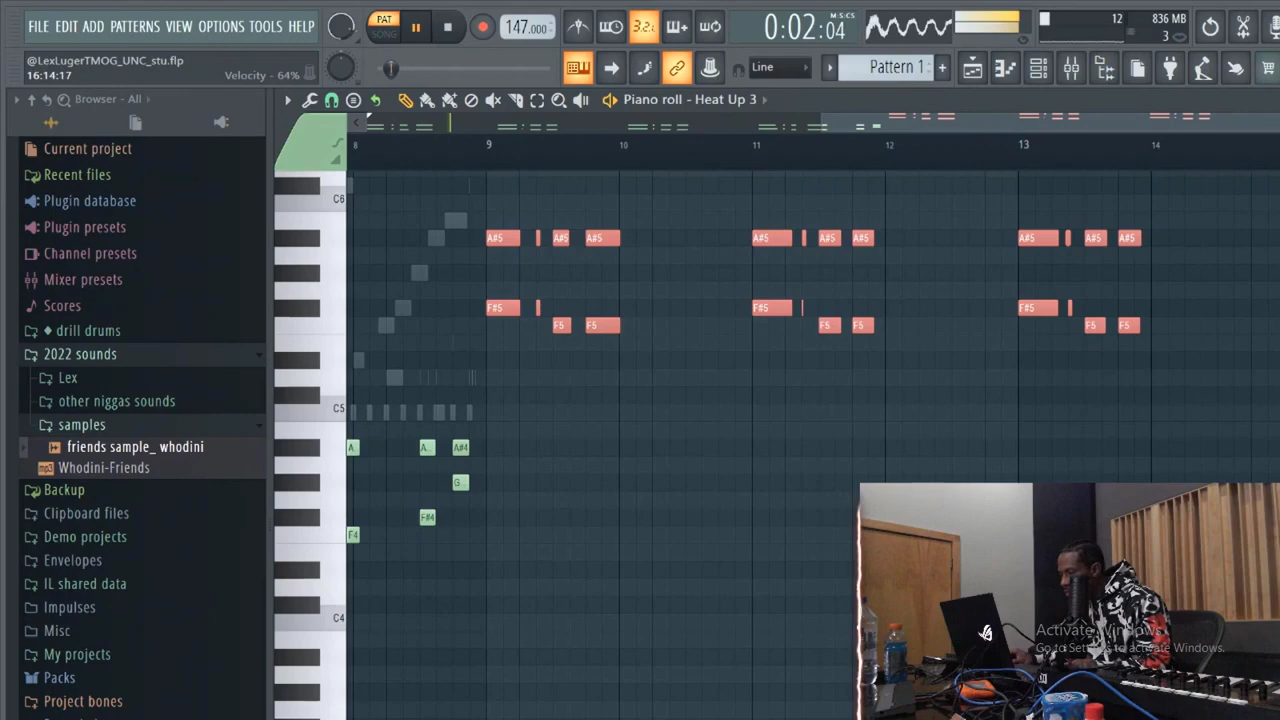 FILE EDIT ADD PATTERNS VIEW OPTIONS TOOLS HELP
PAT
SONG
147.000
3.2.
0:02:04
M:S:CS
12
836 MB
3
@LexLugerTMOG_UNC_stu.flp
16:14:17
Velocity - 64%
Line
Pattern 1
Browser - All
Piano roll - Heat Up 3
Current project
Recent files
Plugin database
Plugin presets
Channel presets
Mixer presets
Scores
drill drums
2022 sounds
Lex
other niggas sounds
samples
friends sample_ whodini
mp3
Whodini-Friends
Backup
Clipboard files
Demo projects
Envelopes
IL shared data
Impulses
Misc
My projects
Packs
Project bones
8 9 10 11 12 13 14
C6
A#5 A#5 A#5 A#5 A#5 A#5 A#5 A#5 A#5
F#5 F#5 F#5
F5 F5 F5 F5 F5 F5
C5
A. A.. A#4
G..
F#4
F4
C4
Activate Windows
Go to Settings to activate Windows.